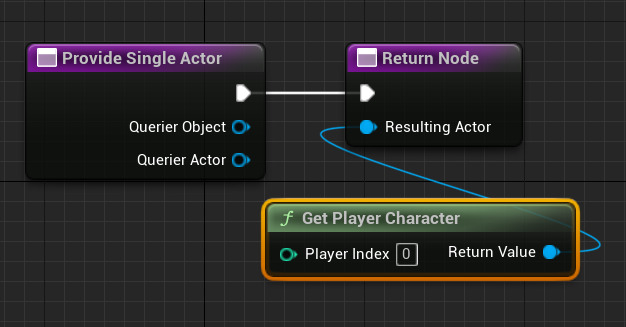 Provide Single Actor
Return Node
Querier Object
Resulting Actor
Querier Actor
f Get Player Character
Player Index 0
Return Value